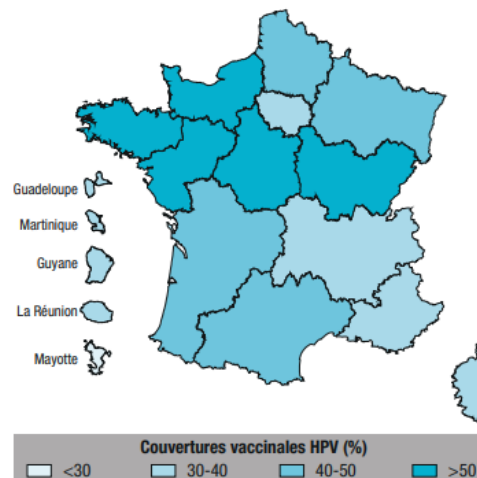 Guadeloupe
Martinique
Guyane
La Réunion
Mayotte
Couvertures vaccinales HPV (%)
<30 30-40 40-50 >50